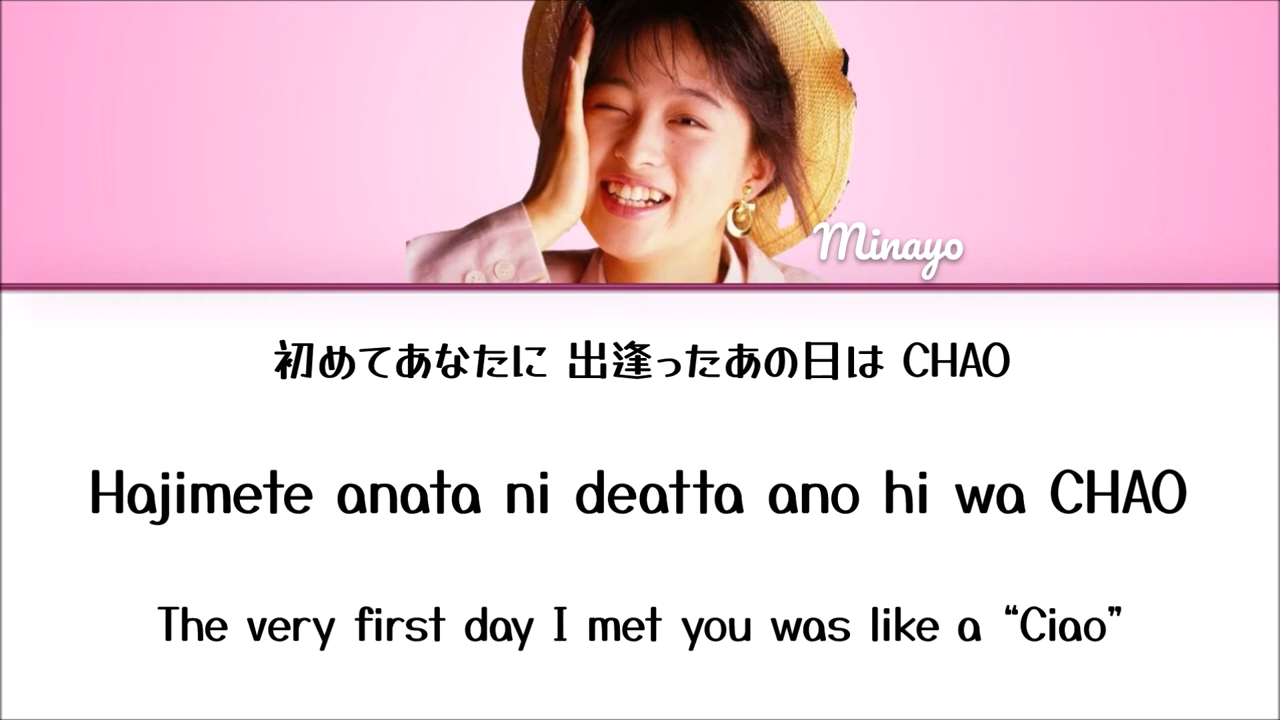 Minayo
初めてあなたに 出逢ったあの日は CHAO
Hajimete anata ni deatta ano hi wa CHAO
The very first day I met you was like a “Ciao”